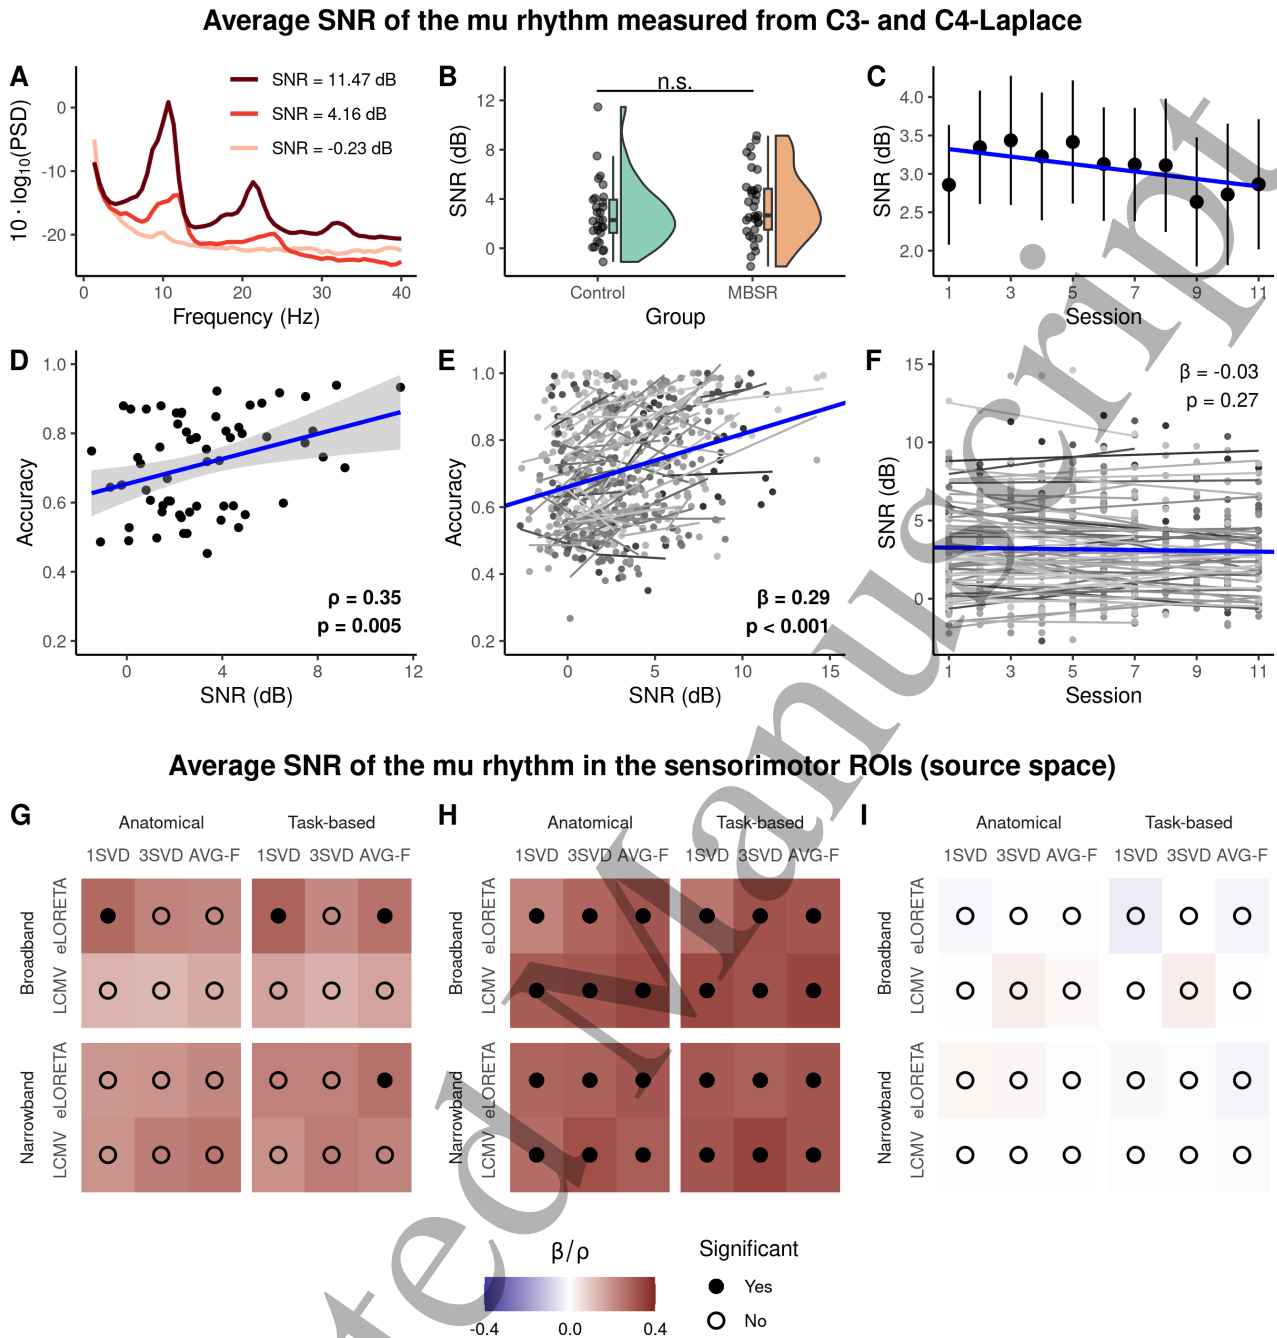 Average SNR of the mu rhythm measured from C3- and C4-Laplace
A
SNR = 11.47 dB
SNR = 4.16 dB
SNR = -0.23 dB
10 · log10(PSD)
0
-10
-20
0 10 20 30 40
Frequency (Hz)
B
n.s.
SNR (dB)
12
8
4
0
Control MBSR
Group
C
SNR (dB)
4.0
3.5
3.0
2.5
2.0
1 3 5 7 9 11
Session
D
Accuracy
1.0
0.8
0.6
0.4
0.2
ρ = 0.35
p = 0.005
0 4 8 12
SNR (dB)
E
Accuracy
1.0
0.8
0.6
0.4
0.2
β = 0.29
p < 0.001
0 5 10 15
SNR (dB)
F
SNR (dB)
15
10
5
0
β = -0.03
p = 0.27
1 3 5 7 9 11
Session
Average SNR of the mu rhythm in the sensorimotor ROIs (source space)
G
Anatomical Task-based
1SVD 3SVD AVG-F 1SVD 3SVD AVG-F
Broadband
eLORETA
LCMV
Narrowband
eLORETA
LCMV
H
Anatomical Task-based
1SVD 3SVD AVG-F 1SVD 3SVD AVG-F
Broadband
eLORETA
LCMV
Narrowband
eLORETA
LCMV
I
Anatomical Task-based
1SVD 3SVD AVG-F 1SVD 3SVD AVG-F
Broadband
eLORETA
LCMV
Narrowband
eLORETA
LCMV
β/ρ
-0.4 0.0 0.4
Significant
Yes
No
ted Manuscript